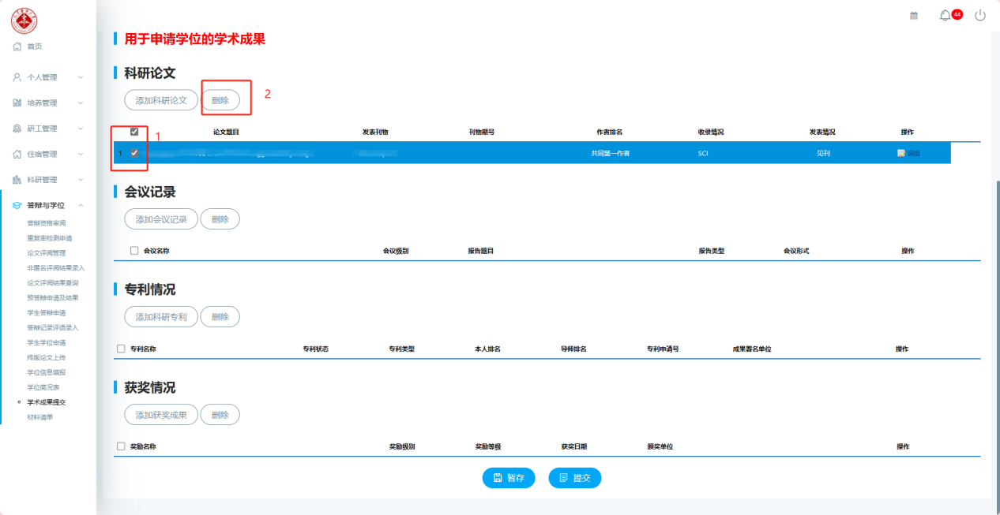 44
首页
个人管理
培养管理
研工管理
住宿管理
科研管理
答辩与学位
答辩资格审阅
重复率检测申请
论文评阅管理
非匿名评阅结果录入
论文评阅结果查询
预答辩申请及结果
学生答辩申请
答辩记录评语录入
学生学位申请
终版论文上传
学位信息填报
学位简况表
学术成果提交
材料清单
用于申请学位的学术成果
科研论文
添加科研论文 删除 2
1
论文题目 发表刊物 刊物期号 作者排名 收录情况 发表情况 操作
1 共同第一作者 SCI 见刊 编辑
会议记录
添加会议记录 删除
会议名称 会议级别 报告题目 报告类型 会议形式 操作
专利情况
添加科研专利 删除
专利名称 专利状态 专利类型 本人排名 导师排名 专利申请号 成果署名单位 操作
获奖情况
添加获奖成果 删除
奖励名称 奖励级别 奖励等级 获奖日期 颁奖单位 操作
暂存 提交